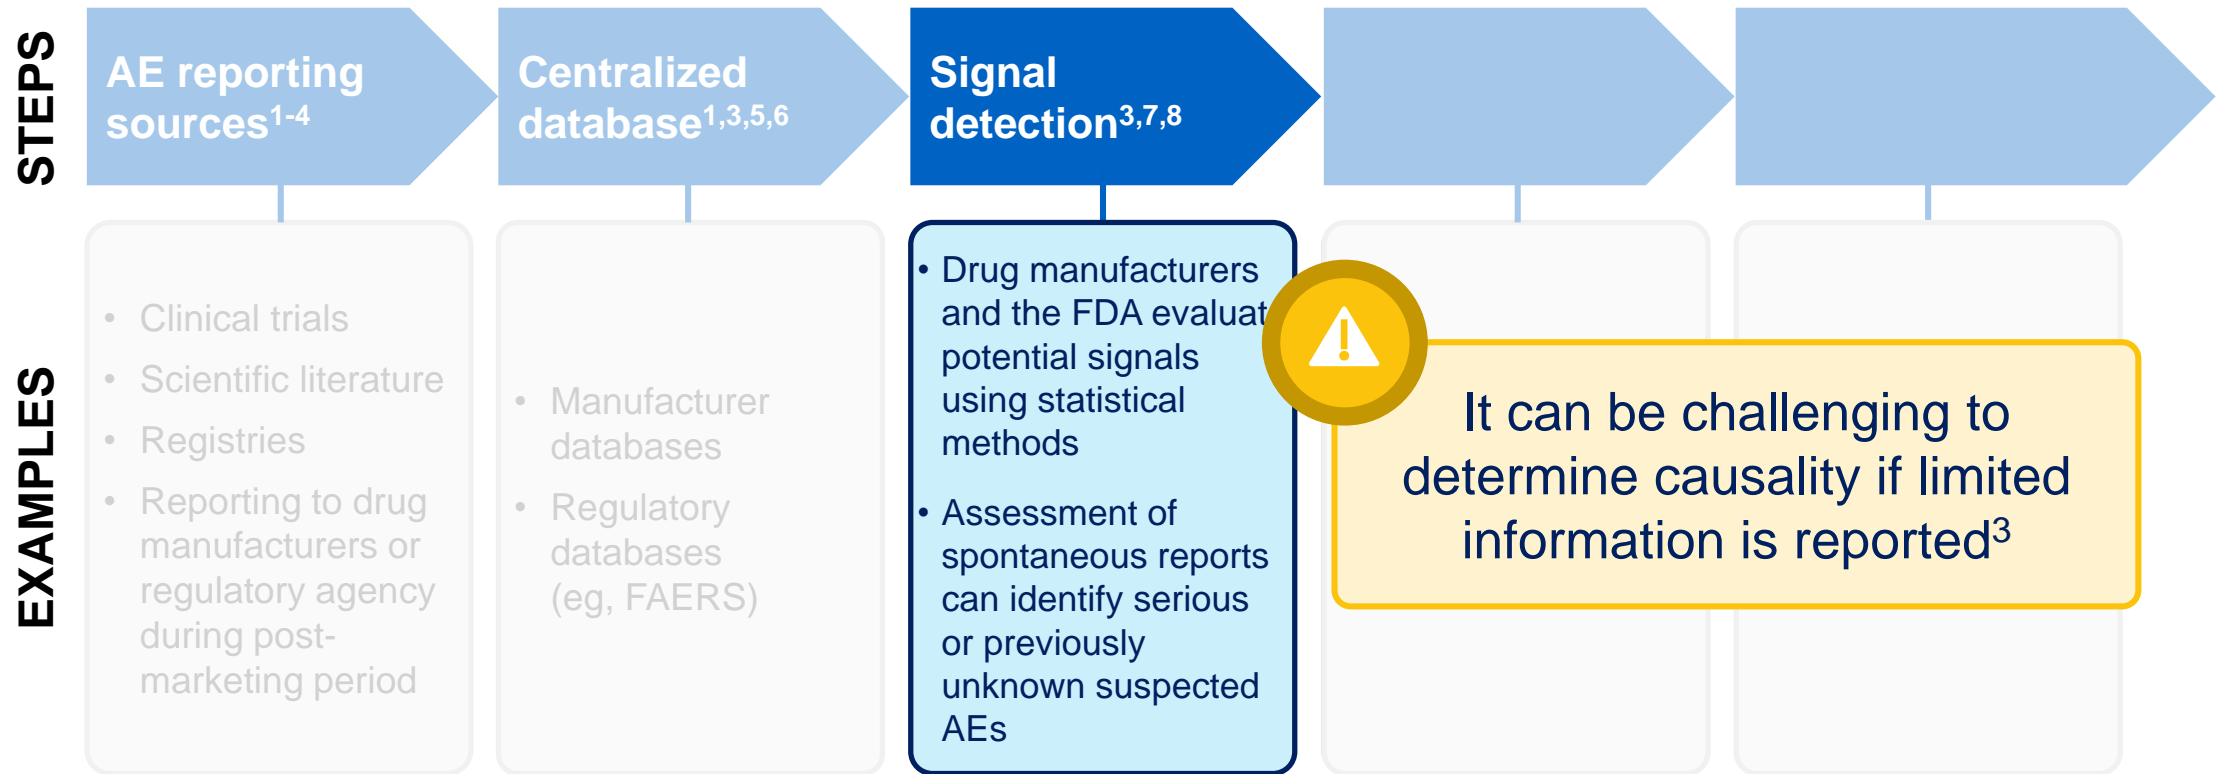 STEPS
AE reporting
sources1-4
Centralized
database1,3,5,6
Signal
detection3,7,8
EXAMPLES
• Clinical trials
• Scientific literature
• Registries
• Reporting to drug
manufacturers or
regulatory agency
during post-
marketing period
• Manufacturer
databases
• Regulatory
databases
(eg, FAERS)
• Drug manufacturers
and the FDA evaluat
potential signals
using statistical
methods
• Assessment of
spontaneous reports
can identify serious
or previously
unknown suspected
AEs
It can be challenging to
determine causality if limited
information is reported3